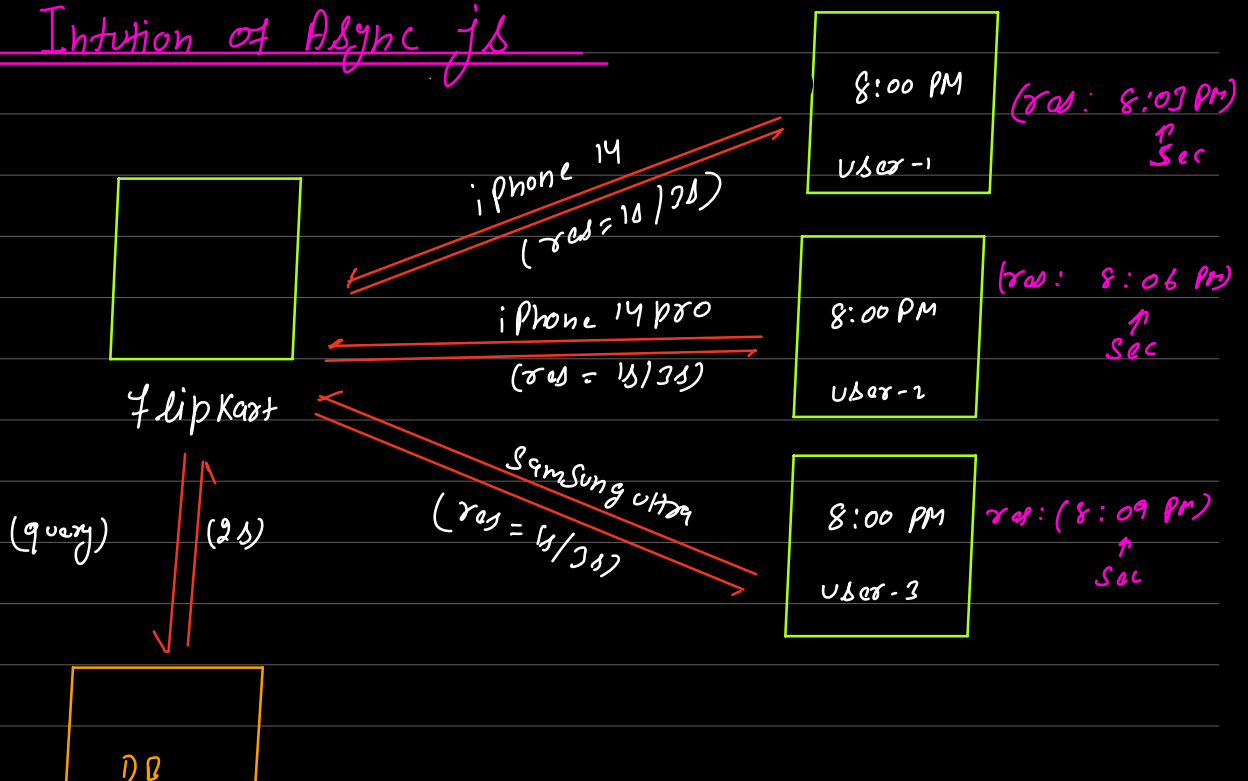 Intution of Async js
8:00 PM
user-1
(res: 8:03 PM)
Sec
iPhone 14
(res = 1s/3s)
8:00 PM
user-2
(res: 8:06 PM)
Sec
iPhone 14 pro
(res = 1s/3s)
Flipkart
Samsung ultra
(res = 1s/3s)
8:00 PM
user-3
res: (8:09 PM)
Sec
(query)
(2s)
DB